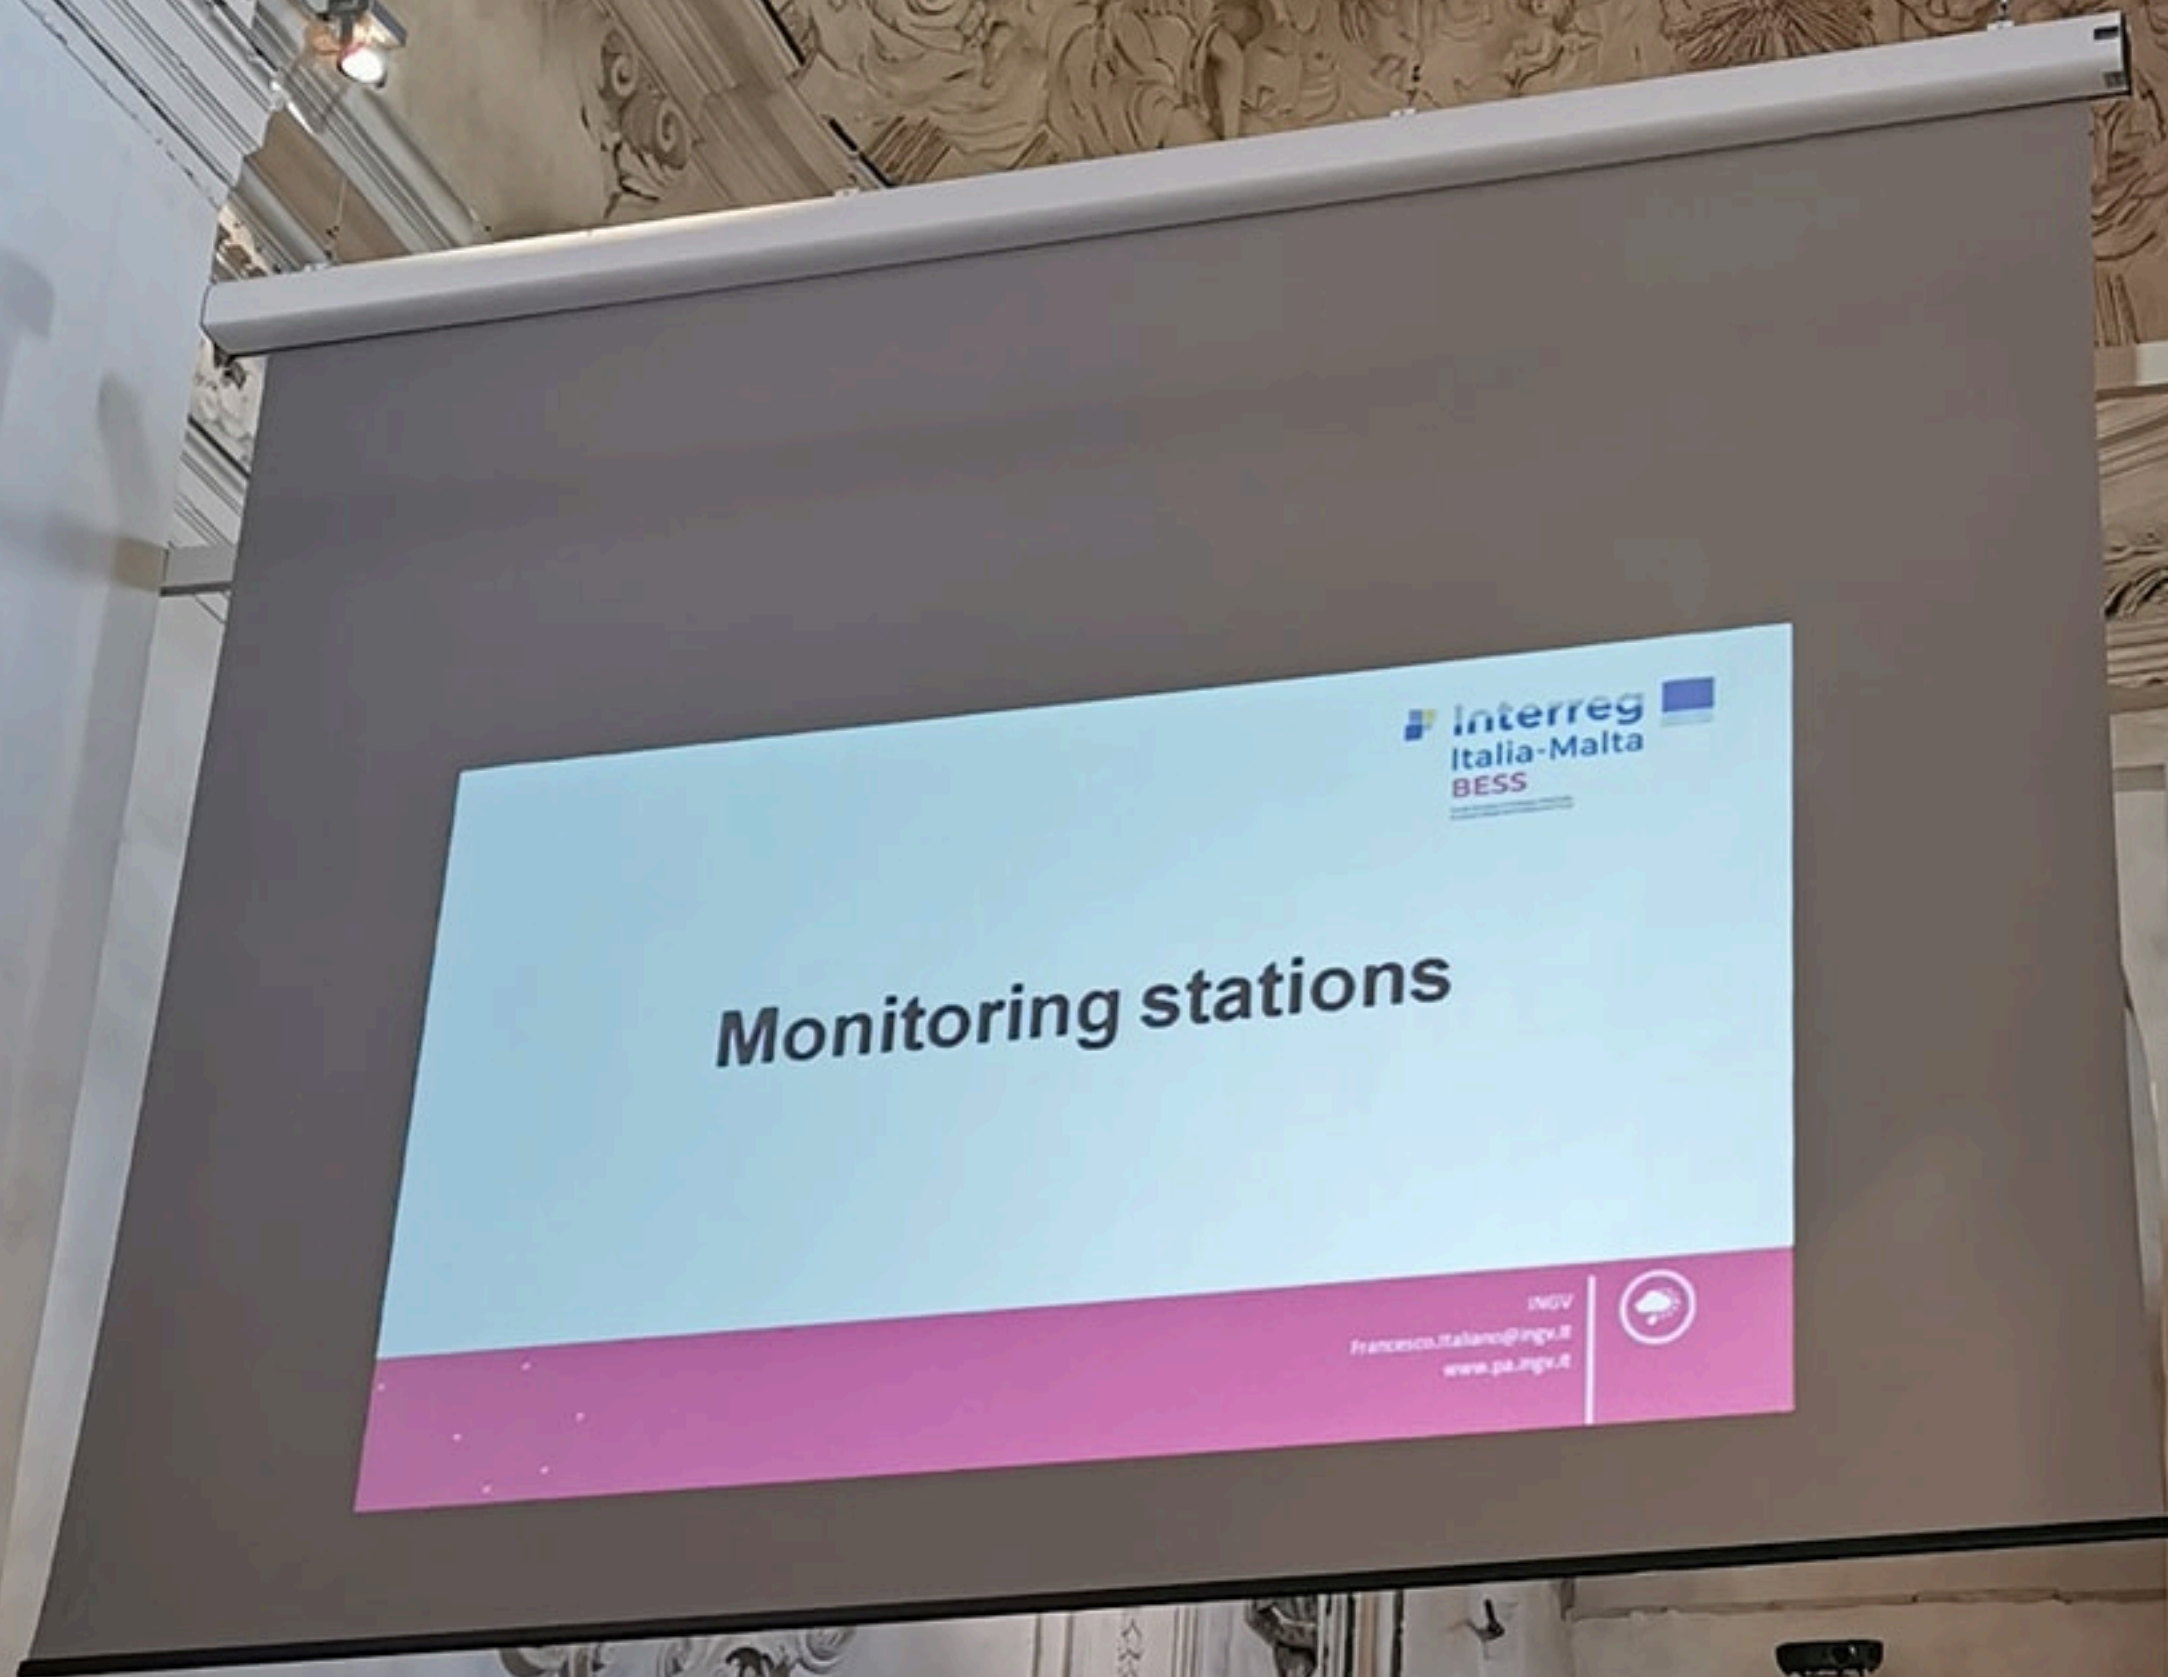 Interreg
Italia-Malta
BESS
Monitoring stations
INGV
Francesco.Italiano@ingv.it
www.pa.ingv.it